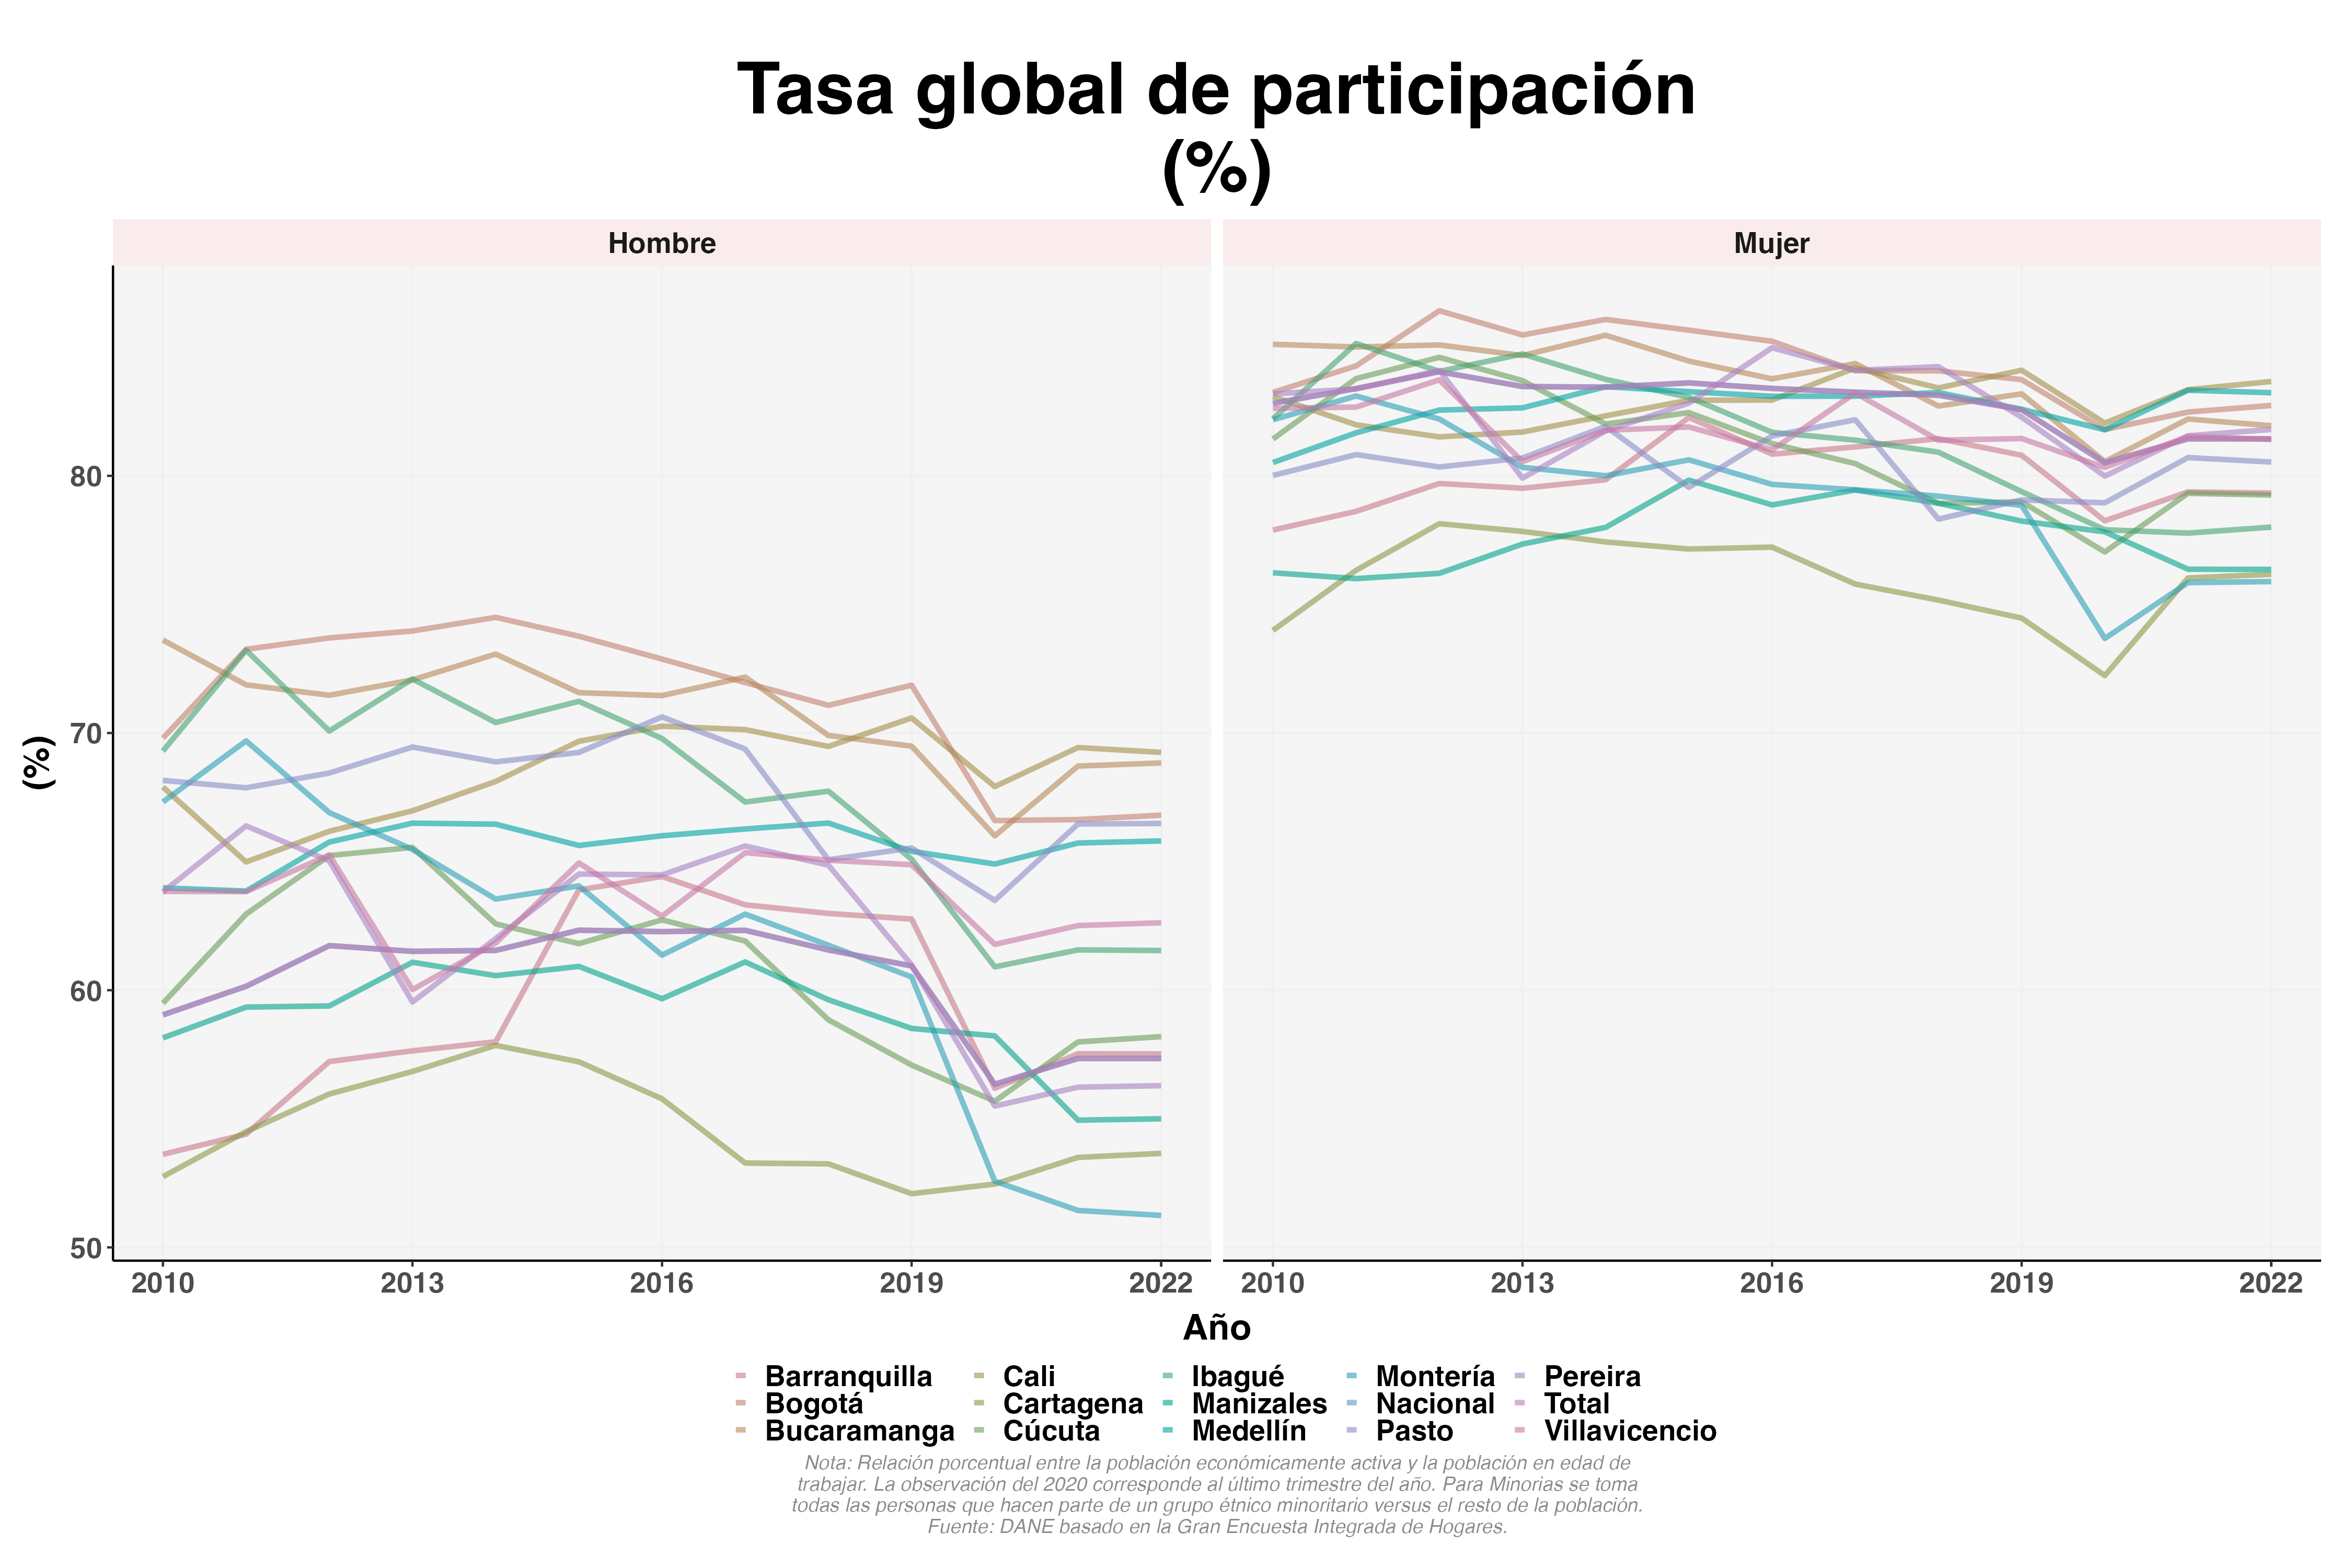 Tasa global de participación
(%)
Hombre
Mujer
(%)
80
70
60
50
2010 2013 2016 2019 2022
2010 2013 2016 2019 2022
Año
Barranquilla Cali Ibagué Montería Pereira
Bogotá Cartagena Manizales Nacional Total
Bucaramanga Cúcuta Medellín Pasto Villavicencio
Nota: Relación porcentual entre la población económicamente activa y la población en edad de
trabajar. La observación del 2020 corresponde al último trimestre del año. Para Minorias se toma
todas las personas que hacen parte de un grupo étnico minoritario versus el resto de la población.
Fuente: DANE basado en la Gran Encuesta Integrada de Hogares.